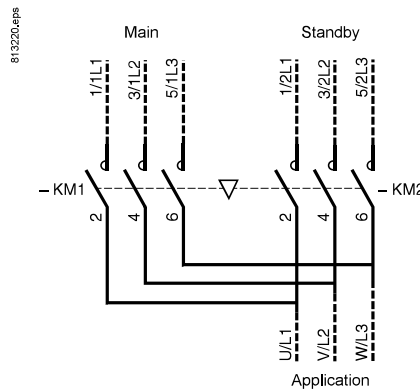 813220.eps
Main
Standby
1/1L1
3/1L2
5/1L3
1/2L1
3/2L2
5/2L3
– KM1
– KM2
2
4
6
2
4
6
U/L1
V/L2
W/L3
Application